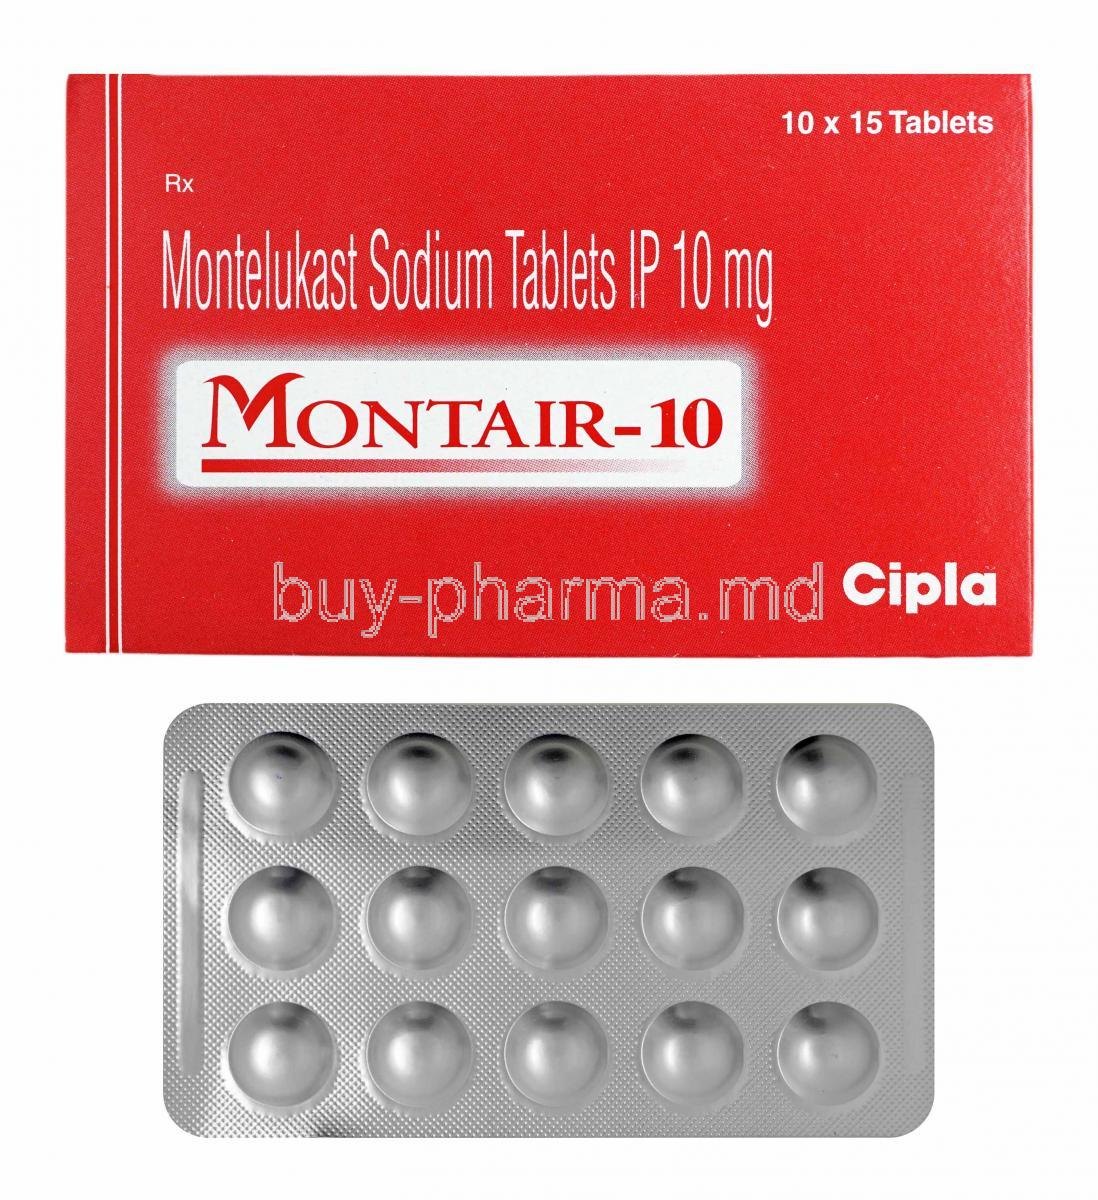 10 x 15 Tablets
Rx
Montelukast Sodium Tablets IP 10 mg
MONTAIR-10
buy-pharma.md
Cipla